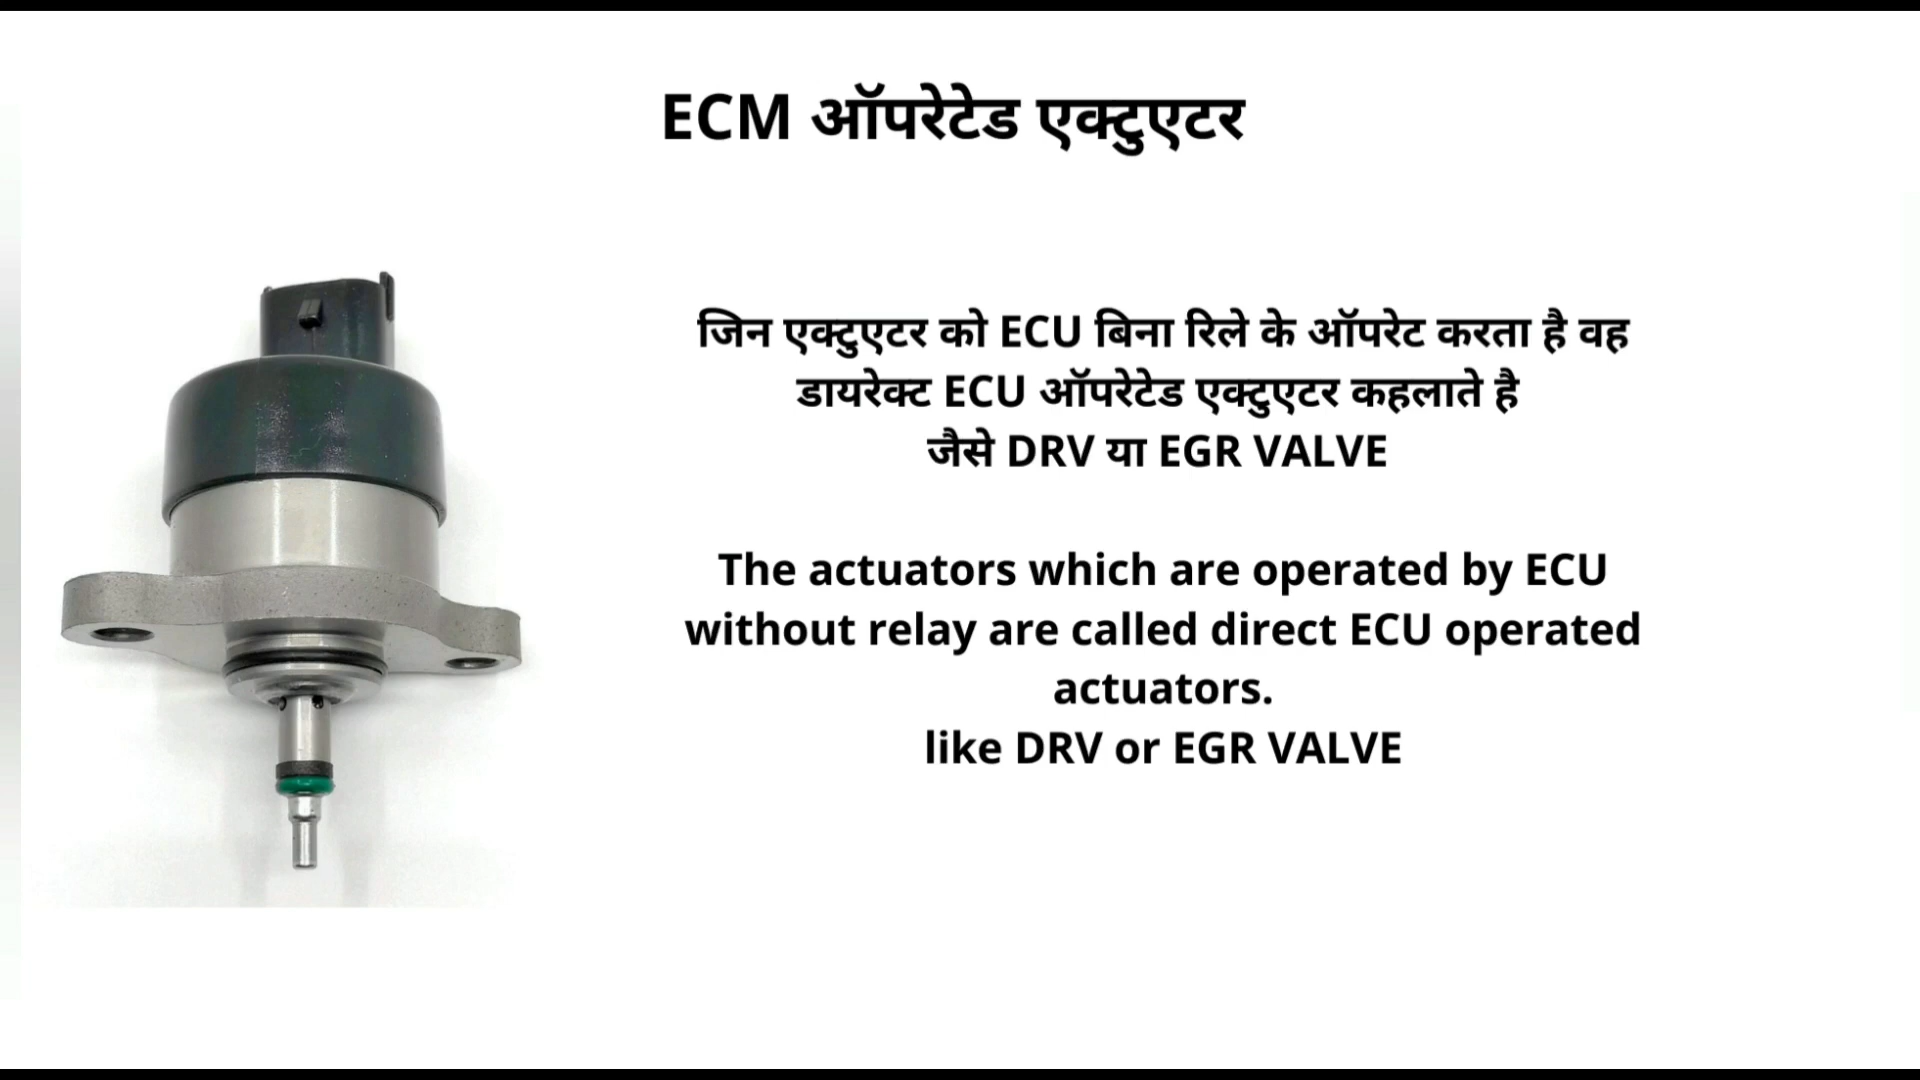 ECM ऑपरेटेड एक्टुएटर
जिन एक्टुएटर को ECU बिना रिले के ऑपरेट करता है वह
डायरेक्ट ECU ऑपरेटेड एक्टुएटर कहलाते है
जैसे DRV या EGR VALVE
The actuators which are operated by ECU
without relay are called direct ECU operated
actuators.
like DRV or EGR VALVE